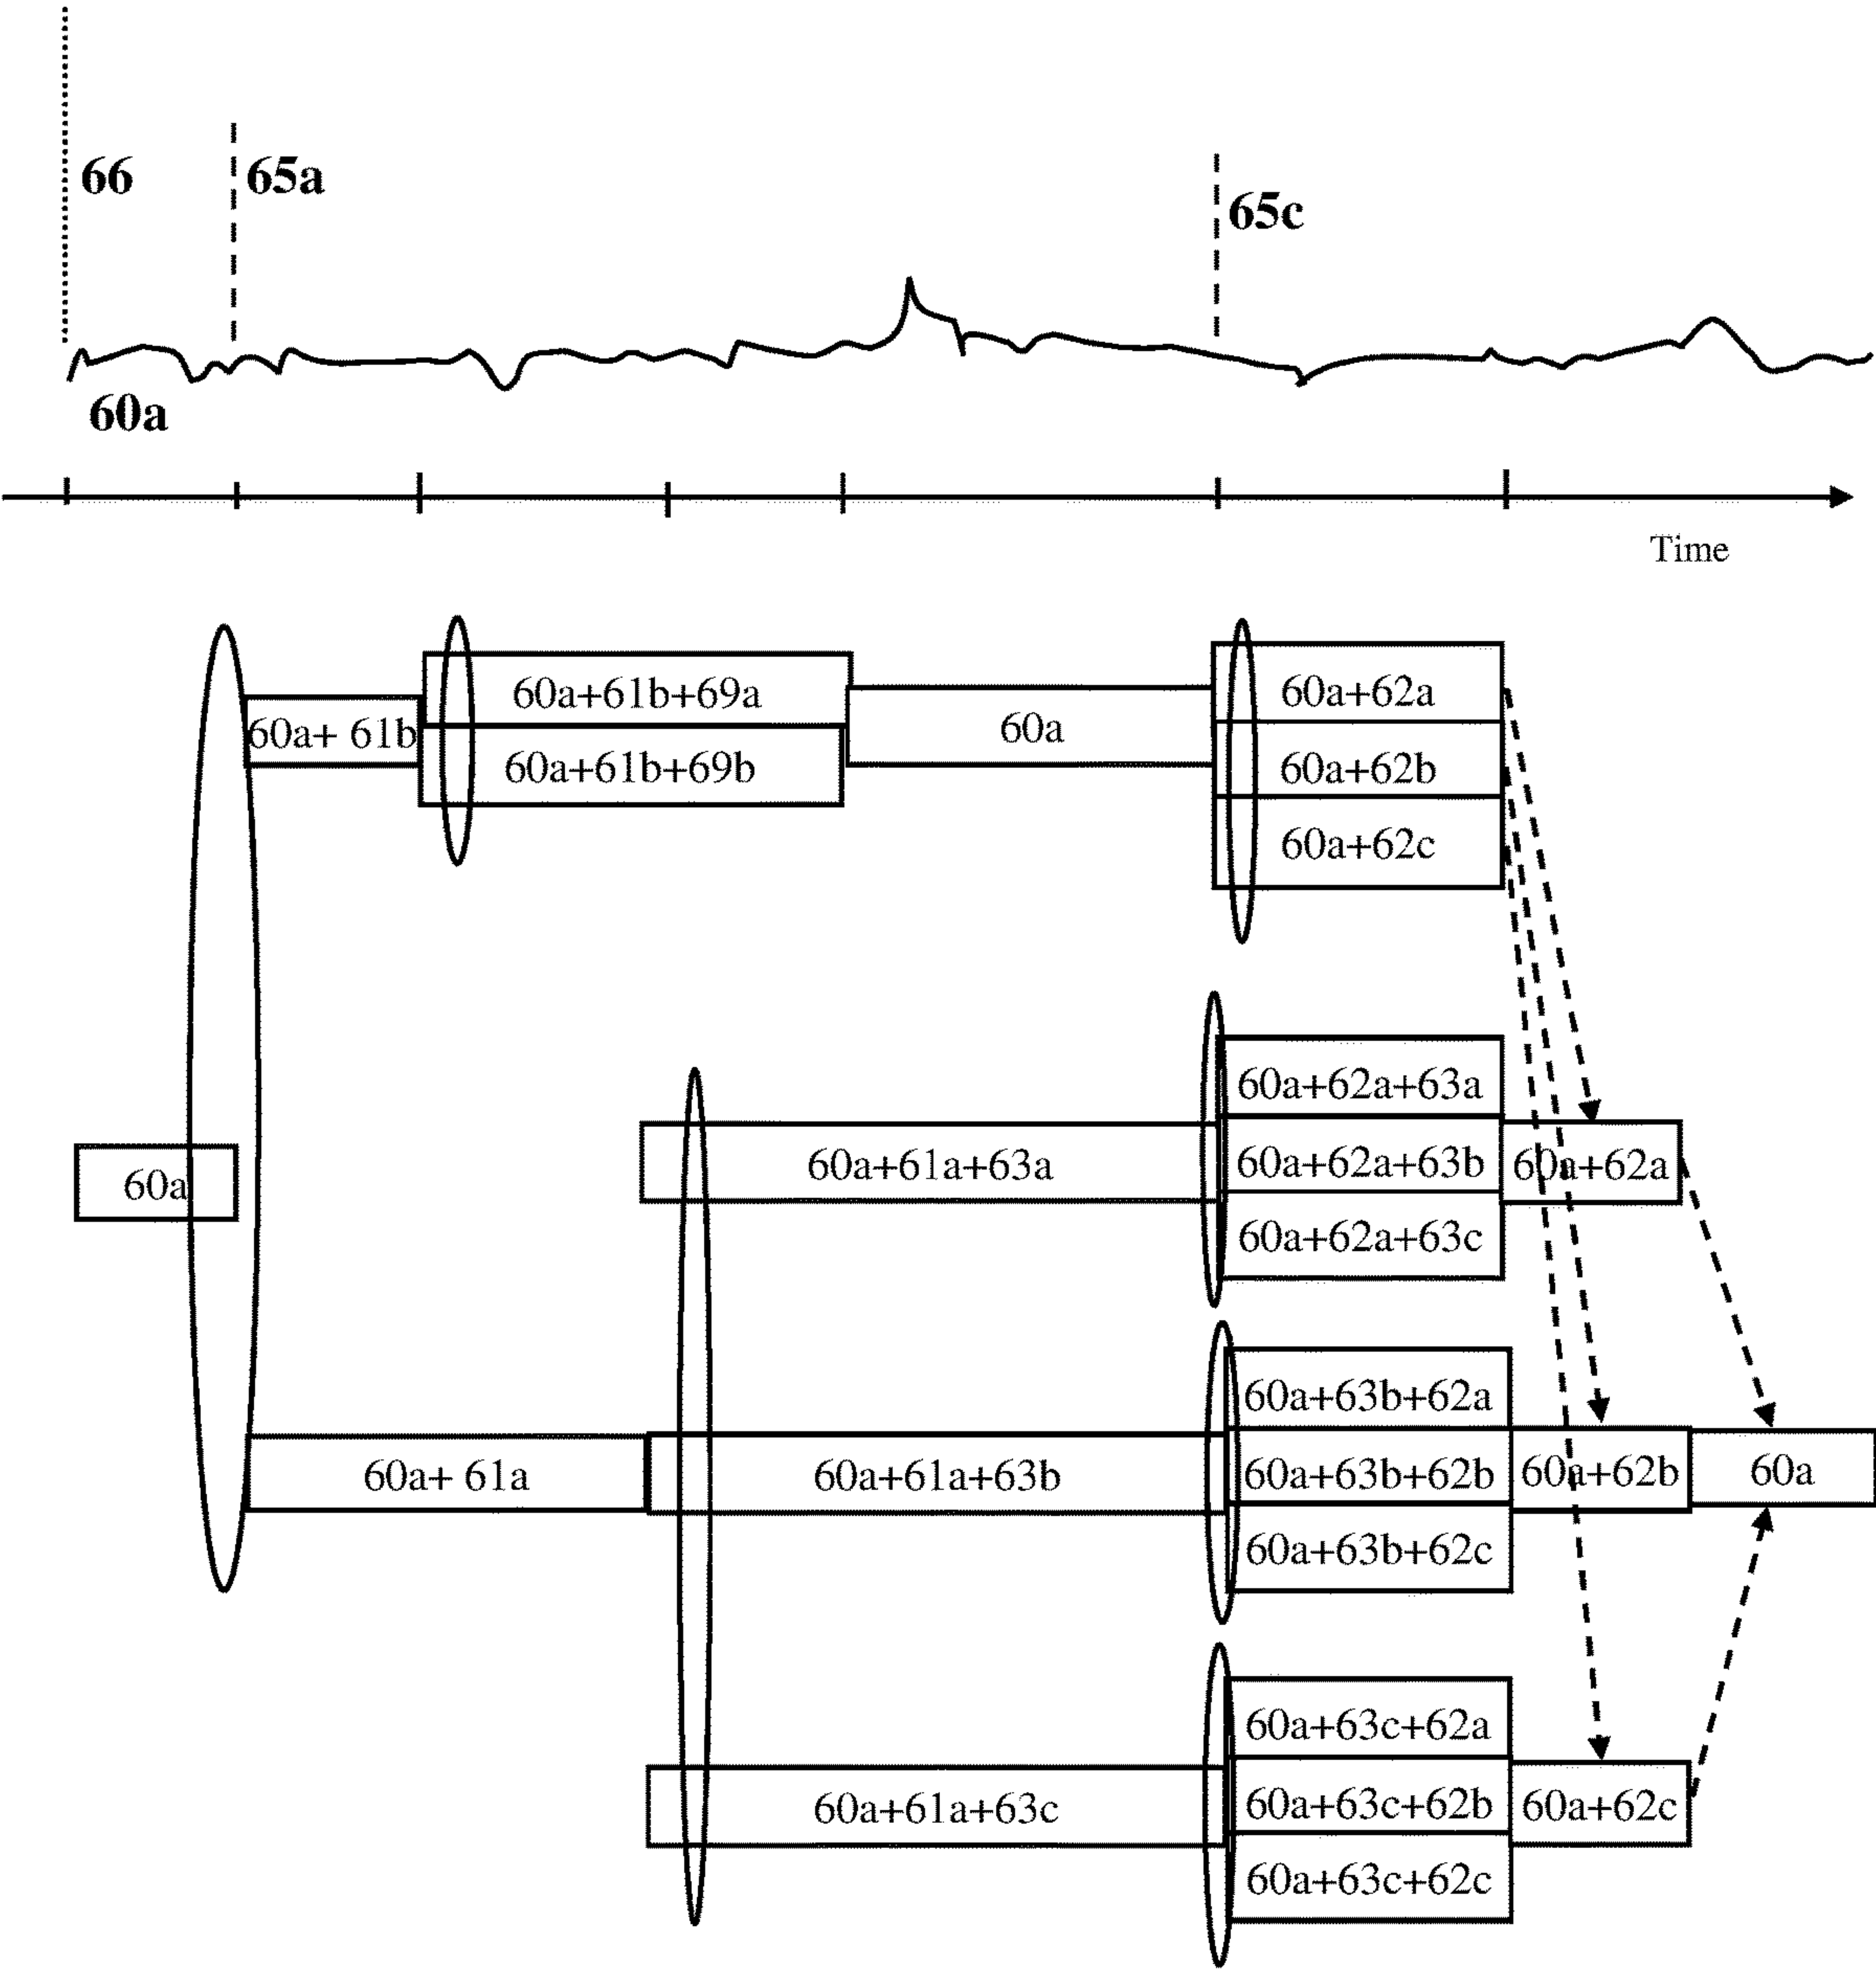 66
65a
65c
60a
Time
60a+61b+69a
60a+62a
60a+ 61b
60a
60a+61b+69b
60a+62b
60a+62c
60a+62a+63a
60a+61a+63a
60a+62a+63b
60a+62a
60a
60a+62a+63c
60a+63b+62a
60a+ 61a
60a+61a+63b
60a+63b+62b
60a+62b
60a
60a+63b+62c
60a+63c+62a
60a+61a+63c
60a+63c+62b
60a+62c
60a+63c+62c